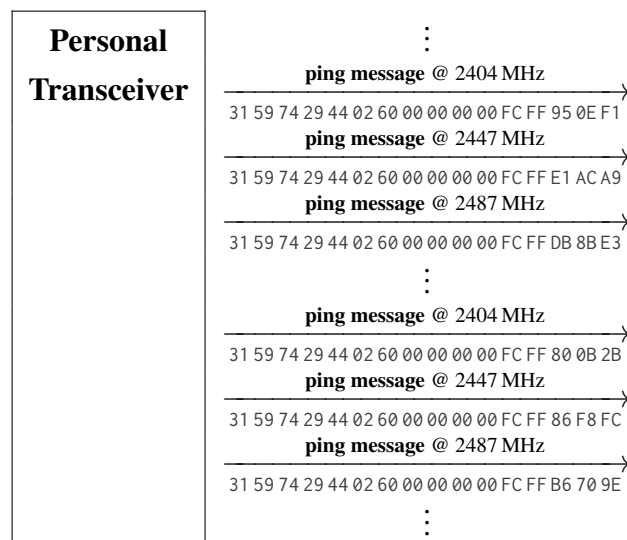 Personal
Transceiver
⋮
ping message @ 2404 MHz
31 59 74 29 44 02 60 00 00 00 00 FC FF 95 0E F1
ping message @ 2447 MHz
31 59 74 29 44 02 60 00 00 00 00 FC FF E1 AC A9
ping message @ 2487 MHz
31 59 74 29 44 02 60 00 00 00 00 FC FF DB 8B E3
⋮
ping message @ 2404 MHz
31 59 74 29 44 02 60 00 00 00 00 FC FF 80 0B 2B
ping message @ 2447 MHz
31 59 74 29 44 02 60 00 00 00 00 FC FF 86 F8 FC
ping message @ 2487 MHz
31 59 74 29 44 02 60 00 00 00 00 FC FF B6 70 9E
⋮